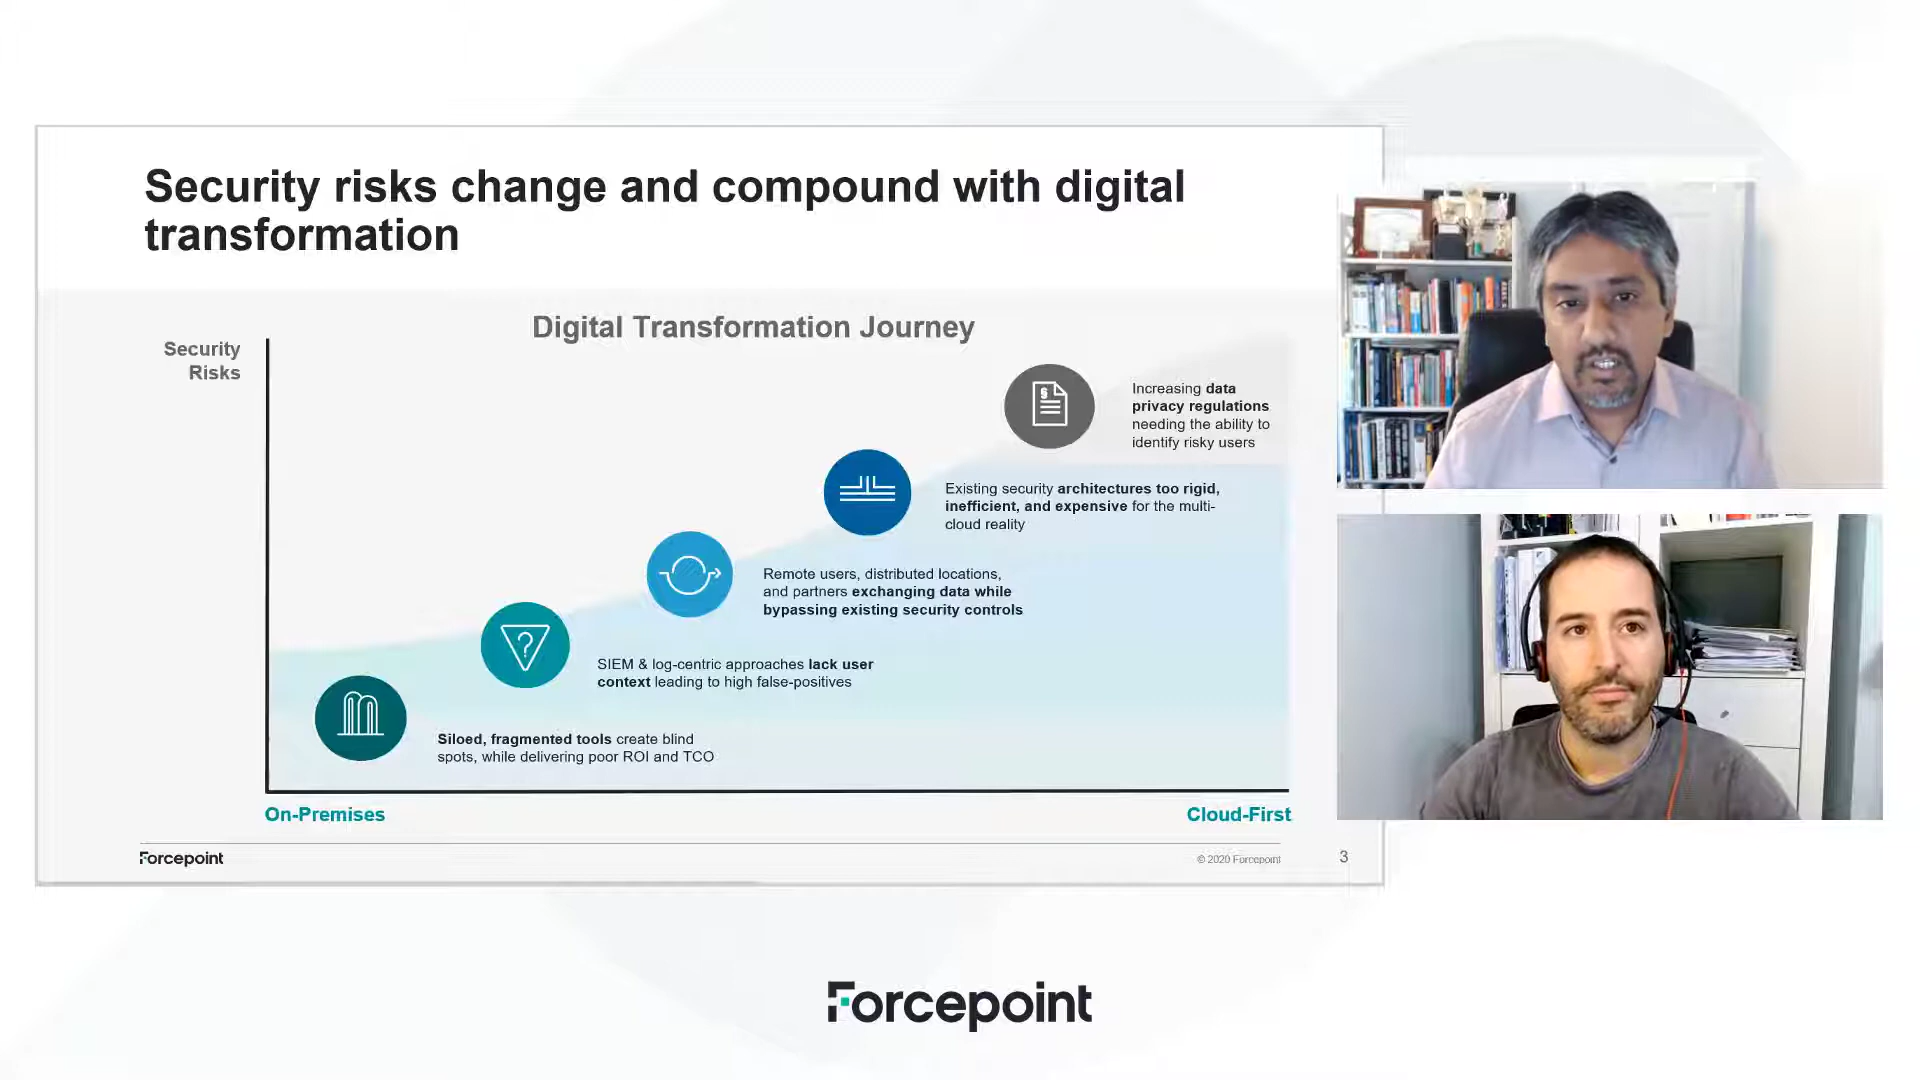 Security risks change and compound with digital
transformation
Digital Transformation Journey
Security
Risks
Increasing data
privacy regulations
needing the ability to
identify risky users
Existing security architectures too rigid,
inefficient, and expensive for the multi-
cloud reality
Remote users, distributed locations,
and partners exchanging data while
bypassing existing security controls
SIEM & log-centric approaches lack user
context leading to high false-positives
Siloed, fragmented tools create blind
spots, while delivering poor ROI and TCO
On-Premises
Cloud-First
Forcepoint
© 2020 Forcepoint
3
Forcepoint